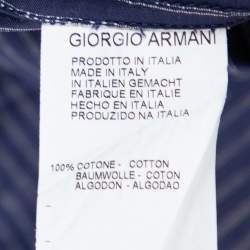 GIORGIO ARMANI
PRODOTTO IN ITALIA
MADE IN ITALY
IN ITALIEN GEMACHT
FABRIQUE EN ITALIE
HECHO EN ITALIA
PRODUZIDO NA ITALIA
100% COTONE - COTTON
BAUMWOLLE - COTON
ALGODON - ALGODAO